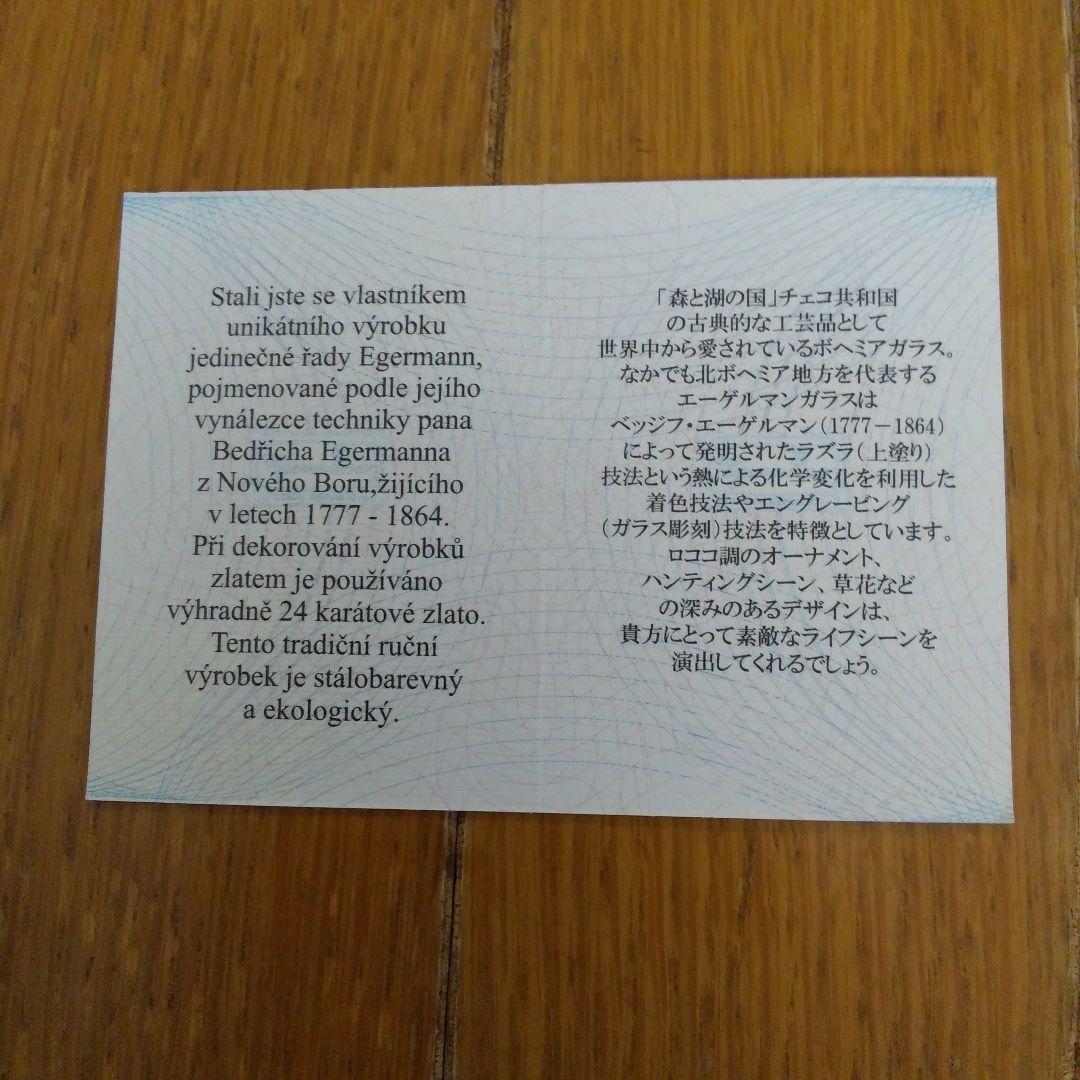 Stali jste se vlastníkem
unikátního výrobku
jedinečné řady Egermann,
pojmenované podle jejího
vynálezce techniky pana
Bedřicha Egermanna
z Nového Boru,žijícího
v letech 1777 - 1864.
Při dekorování výrobků
zlatem je používáno
výhradně 24 karátové zlato.
Tento tradiční ruční
výrobek je stálobarevný
a ekologický.
「森と湖の国」チェコ共和国
の古典的な工芸品として
世界中から愛されているボヘミアガラス。
なかでも北ボヘミア地方を代表する
エーゲルマンガラスは
ベッジフ・エーゲルマン(1777-1864)
によって発明されたラズラ(上塗り)
技法という熱による化学変化を利用した
着色技法やエングレービング
(ガラス彫刻)技法を特徴としています。
ロココ調のオーナメント、
ハンティングシーン、草花など
の深みのあるデザインは、
貴方にとって素敵なライフシーンを
演出してくれるでしょう。